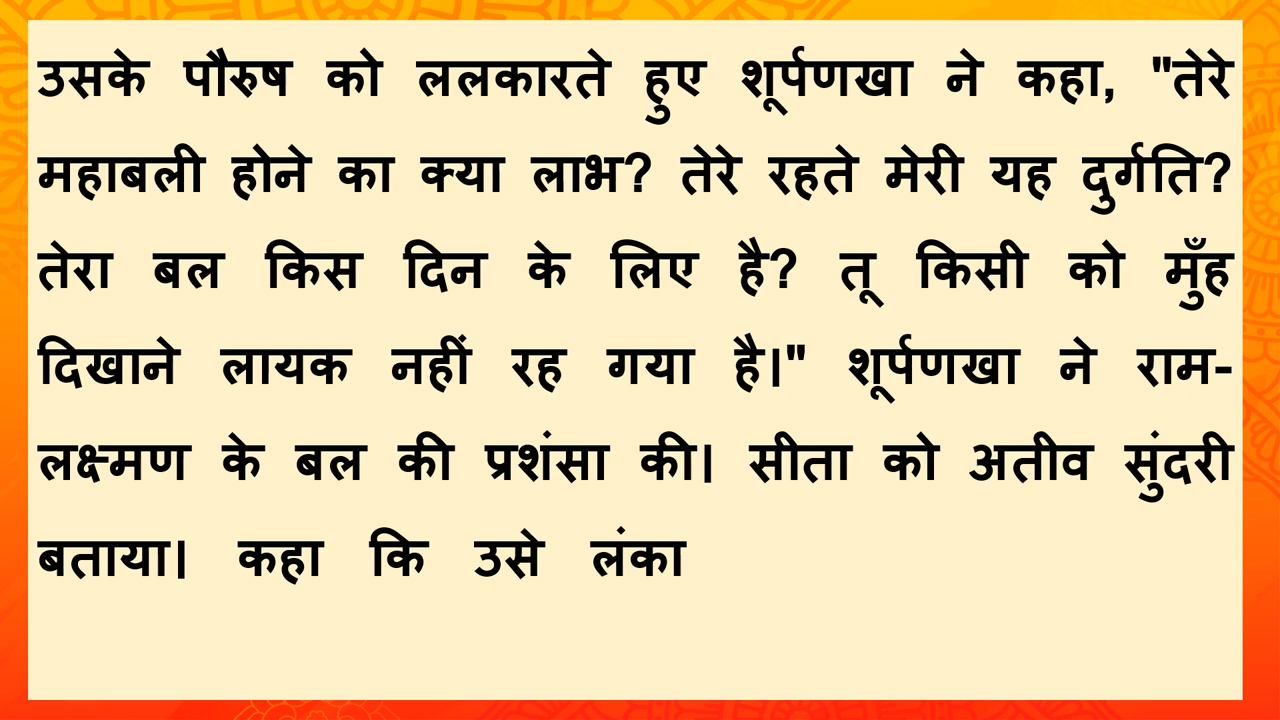 उसके पौरुष को ललकारते हुए शूर्पणखा ने कहा, "तेरे
महाबली होने का क्या लाभ? तेरे रहते मेरी यह दुर्गति?
तेरा बल किस दिन के लिए है? तू किसी को मुँह
दिखाने लायक नहीं रह गया है।" शूर्पणखा ने राम-
लक्ष्मण के बल की प्रशंसा की। सीता को अतीव सुंदरी
बताया। कहा कि उसे लंका